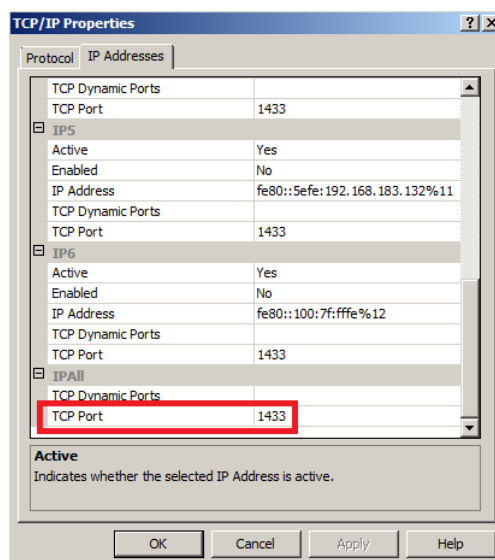 TCP/IP Properties
Protocol IP Addresses
TCP Dynamic Ports
TCP Port 1433
IP5
Active Yes
Enabled No
IP Address fe80::5efe:192.168.183.132%11
TCP Dynamic Ports
TCP Port 1433
IP6
Active Yes
Enabled No
IP Address fe80::100:7f:fffe%12
TCP Dynamic Ports
TCP Port 1433
IPAll
TCP Dynamic Ports
TCP Port 1433
Active
Indicates whether the selected IP Address is active.
OK Cancel Apply Help